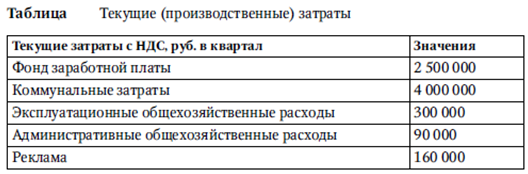 Таблица Текущие (производственные) затраты
Текущие затраты с НДС, руб. в квартал Значения
Фонд заработной платы 2 500 000
Коммунальные затраты 4 000 000
Эксплуатационные общехозяйственные расходы 300 000
Административные общехозяйственные расходы 90 000
Реклама 160 000